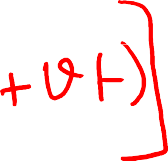 + vt)]